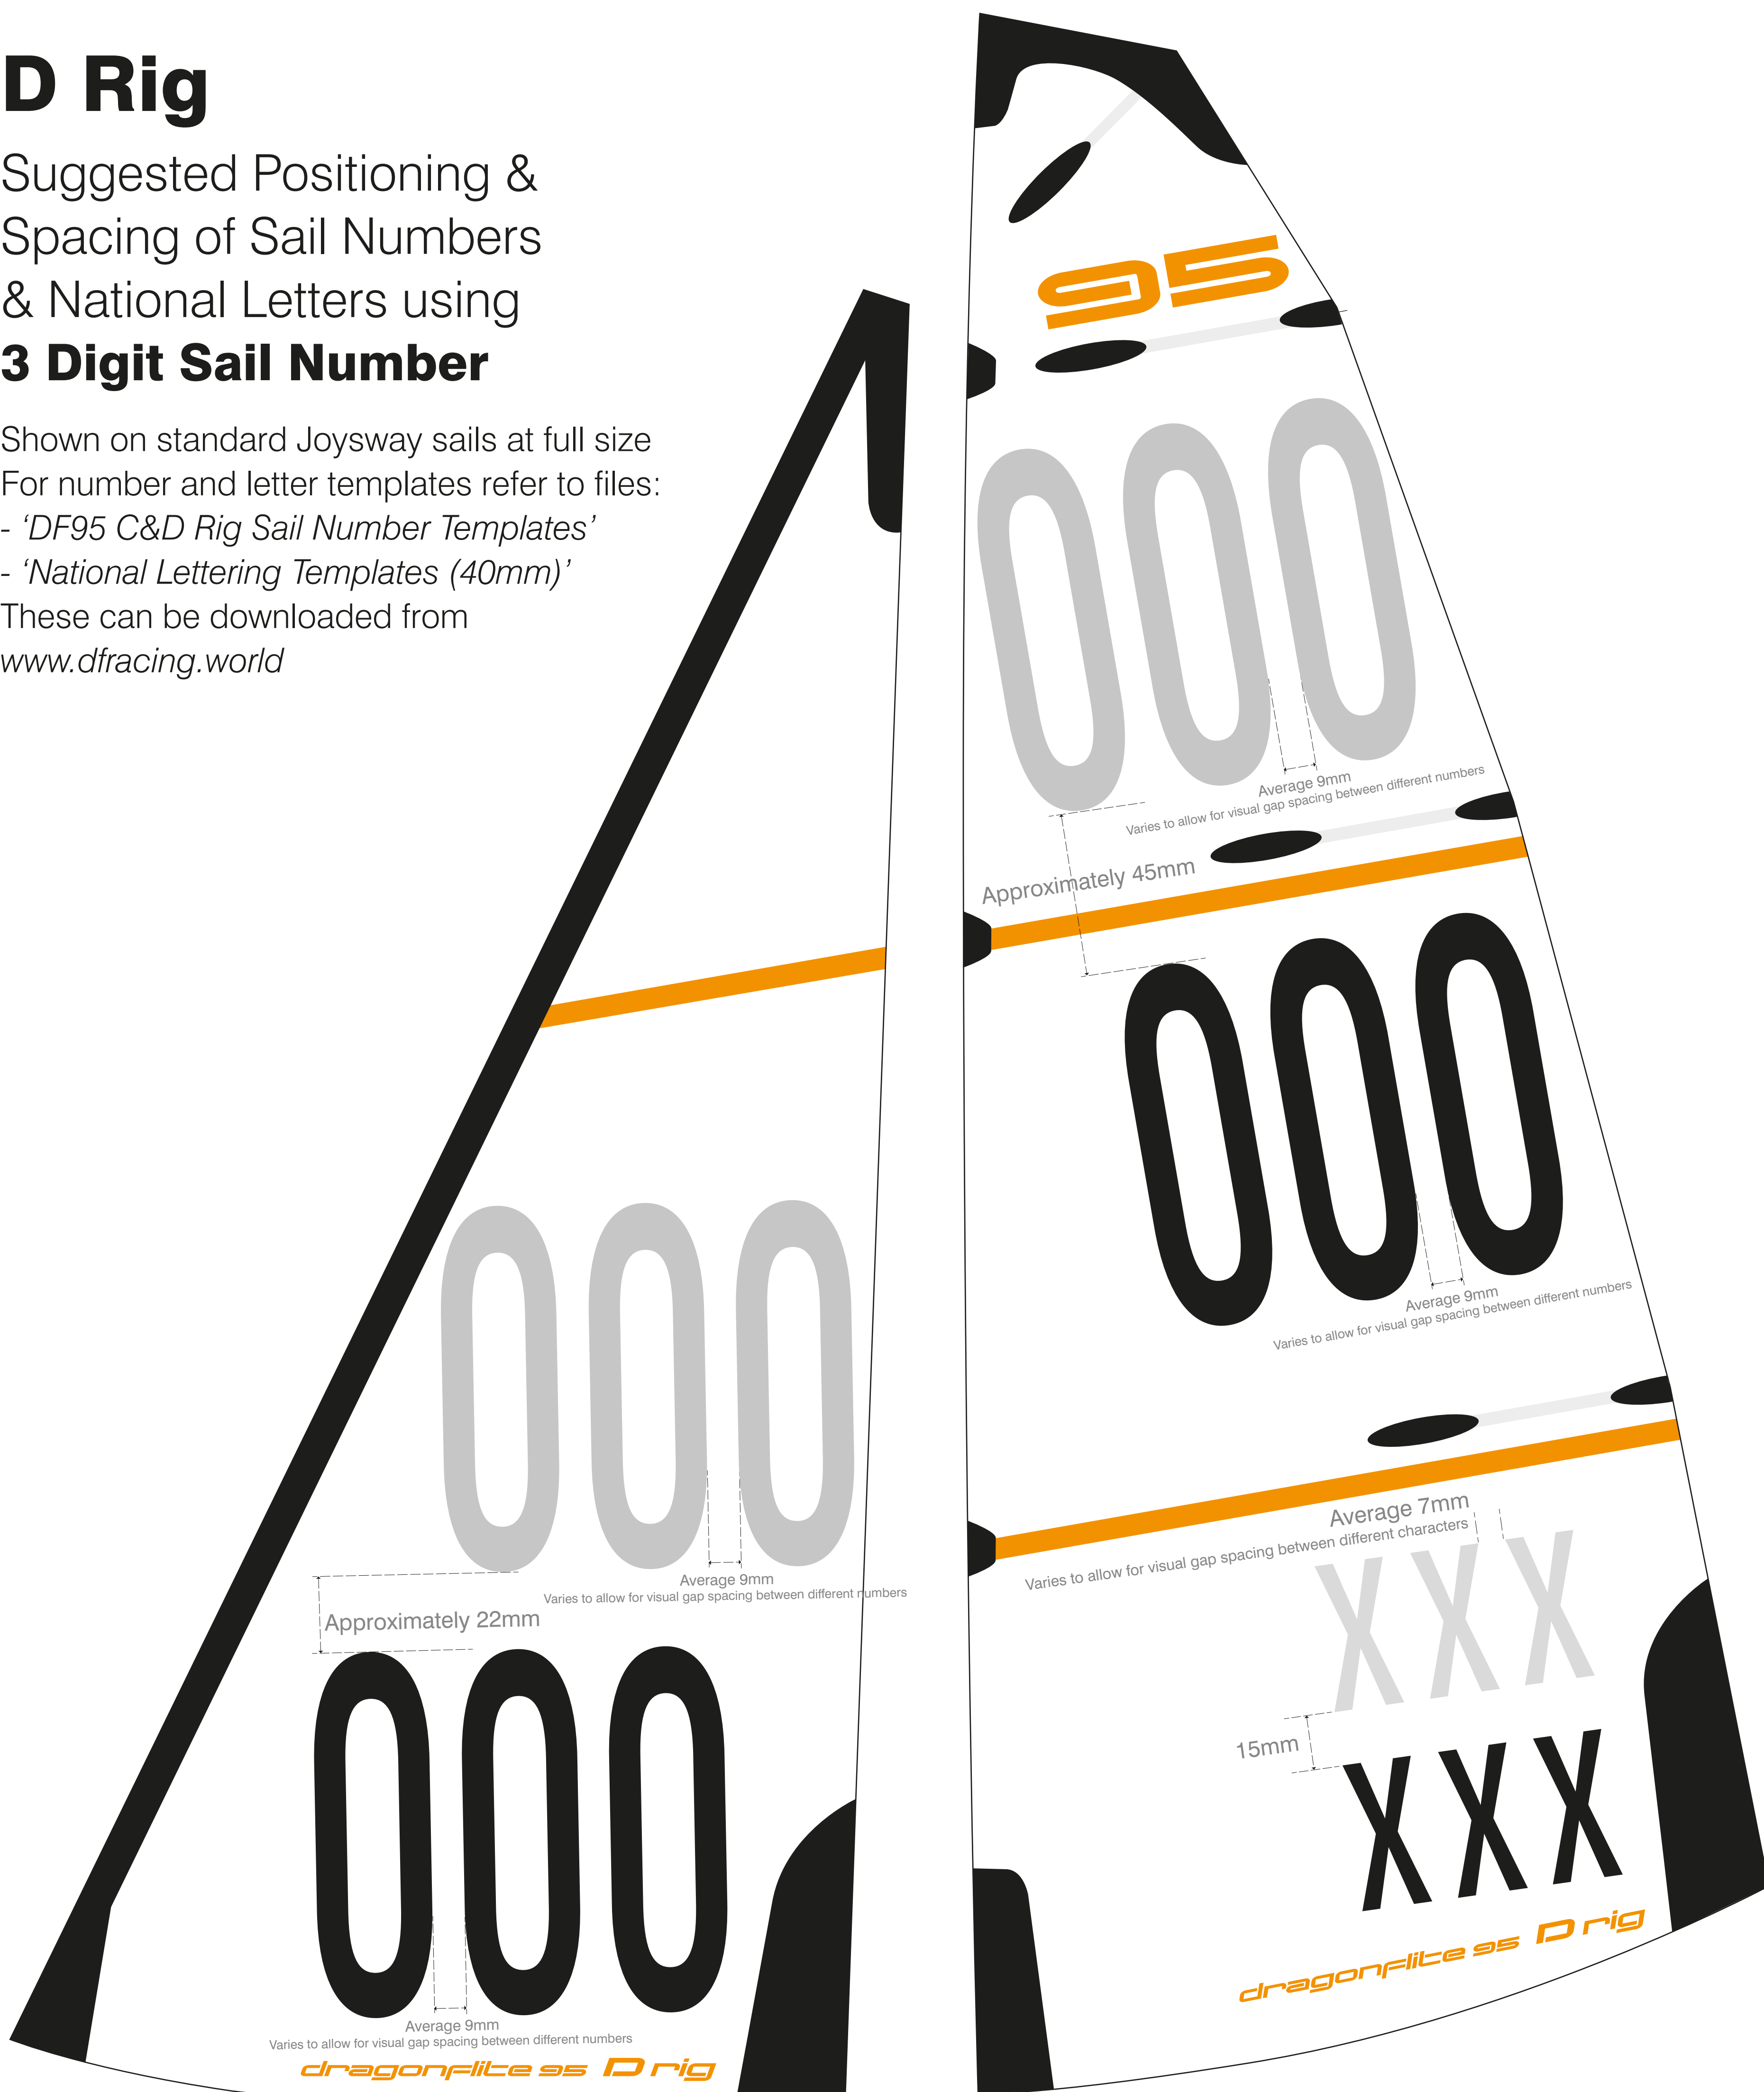 D Rig
Suggested Positioning &
Spacing of Sail Numbers
& National Letters using
3 Digit Sail Number
Shown on standard Joysway sails at full size
For number and letter templates refer to files:
- ‘DF95 C&D Rig Sail Number Templates’
- ‘National Lettering Templates (40mm)’
These can be downloaded from
www.dfracing.world
000
Average 9mm
Varies to allow for visual gap spacing between different numbers
Approximately 22mm
000
Average 9mm
Varies to allow for visual gap spacing between different numbers
dragonflite 95 D rig
95
000
Average 9mm
Varies to allow for visual gap spacing between different numbers
Approximately 45mm
000
Average 9mm
Varies to allow for visual gap spacing between different numbers
Average 7mm
Varies to allow for visual gap spacing between different characters
XXX
15mm
XXX
dragonflite 95 D rig